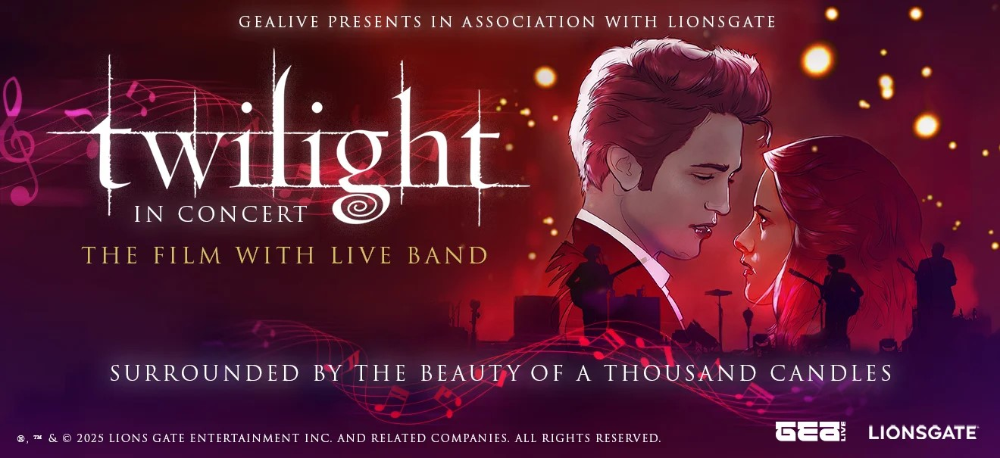 GEALIVE PRESENTS IN ASSOCIATION WITH LIONSGATE
twilight
IN CONCERT
THE FILM WITH LIVE BAND
SURROUNDED BY THE BEAUTY OF A THOUSAND CANDLES
®, ™ & © 2025 LIONS GATE ENTERTAINMENT INC. AND RELATED COMPANIES. ALL RIGHTS RESERVED.
GEA LIVE
LIONSGATE